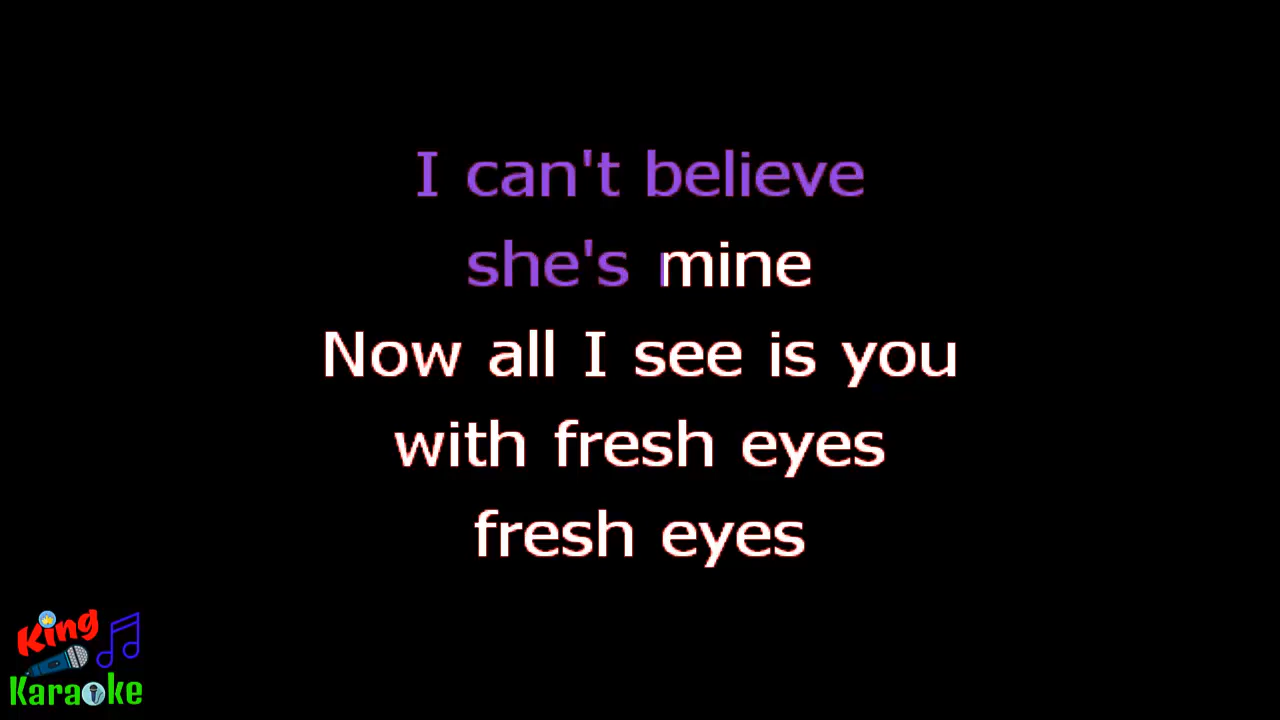 I can't believe
she's mine
Now all I see is you
with fresh eyes
fresh eyes
King
Karaoke